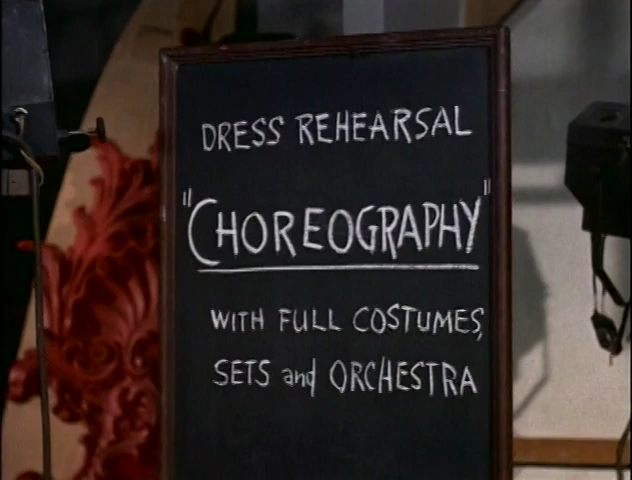 DRESS REHEARSAL
"CHOREOGRAPHY"
WITH FULL COSTUMES,
SETS and ORCHESTRA